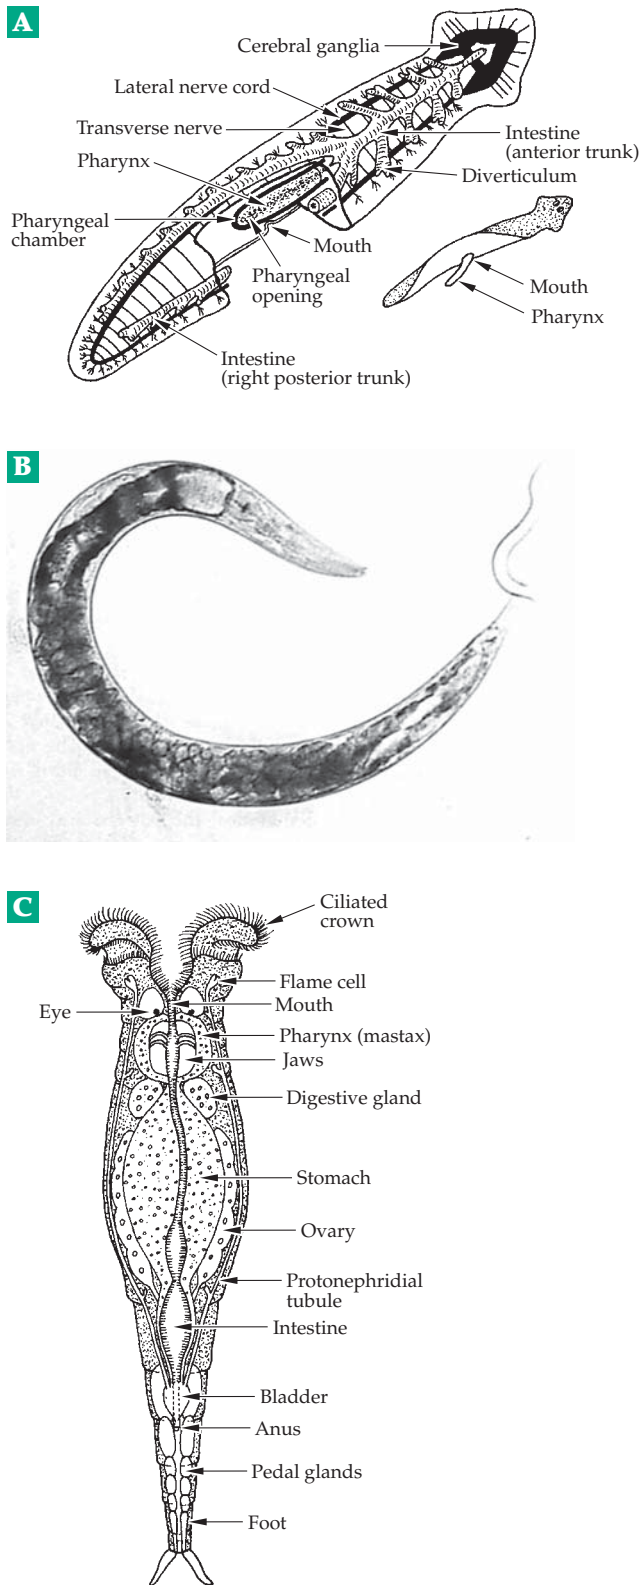 A
Cerebral ganglia
Lateral nerve cord
Transverse nerve
Intestine
(anterior trunk)
Pharynx
Diverticulum
Pharyngeal
chamber
Mouth
Pharyngeal
opening
Mouth
Pharynx
Intestine
(right posterior trunk)
B
C
Ciliated
crown
Flame cell
Mouth
Eye
Pharynx (mastax)
Jaws
Digestive gland
Stomach
Ovary
Protonephridial
tubule
Intestine
Bladder
Anus
Pedal glands
Foot